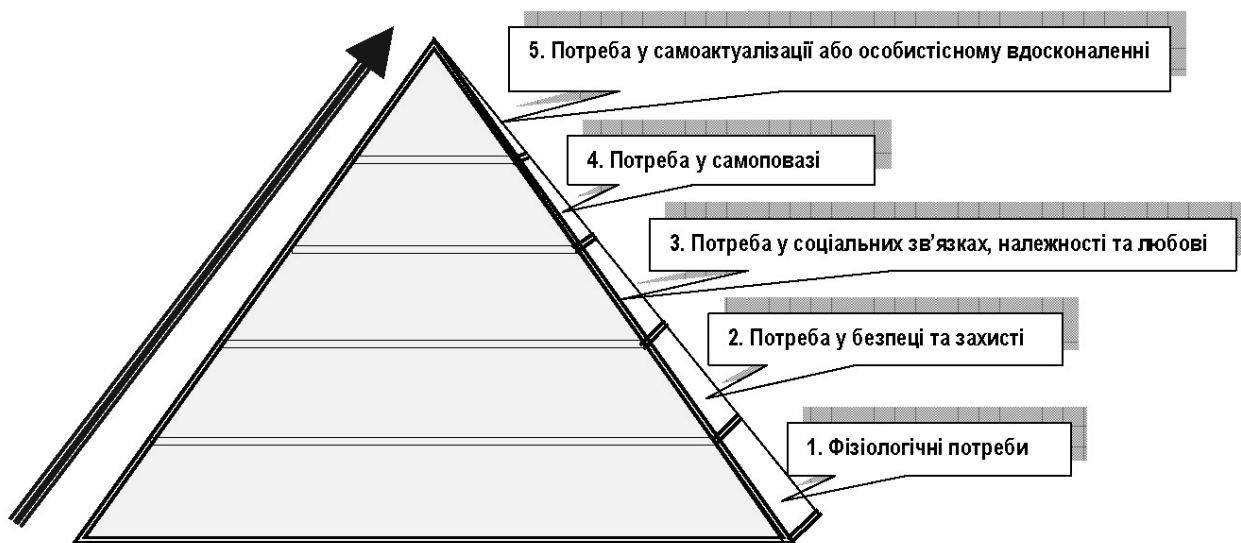 5. Потреба у самоактуалізації або особистісному вдосконаленні
4. Потреба у самоповазі
3. Потреба у соціальних зв’язках, належності та любові
2. Потреба у безпеці та захисті
1. Фізіологічні потреби